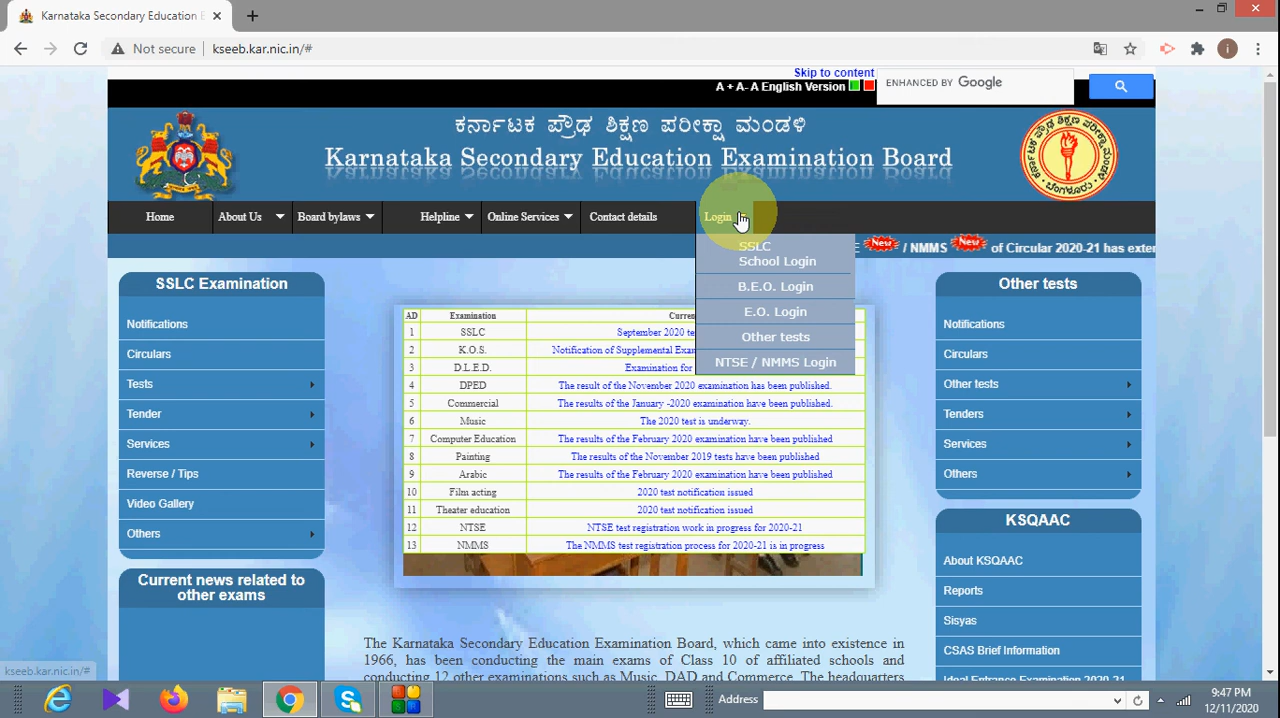 Karnataka Secondary Education E
Not secure
kseeb.kar.nic.in/#
Skip to content
A + A- A English Version
ENHANCED BY Google
ಕರ್ನಾಟಕ ಪ್ರೌಢ ಶಿಕ್ಷಣ ಪರೀಕ್ಷಾ ಮಂಡಳಿ
Karnataka Secondary Education Examination Board
Home
About Us
Board bylaws
Helpline
Online Services
Contact details
Login
SSLC
School Login
B.E.O. Login
E.O. Login
Other tests
NTSE / NMMS Login
E New / NMMS New of Circular 2020-21 has exter
SSLC Examination
Notifications
Circulars
Tests
Tender
Services
Reverse / Tips
Video Gallery
Others
Current news related to
other exams
AD Examination Curren
1 SSLC September 2020 te
2 K.O.S. Notification of Supplemental Exam
3 D.L.E.D. Examination for
4 DPED The result of the November 2020 examination has been published.
5 Commercial The results of the January -2020 examination have been published.
6 Music The 2020 test is underway.
7 Computer Education The results of the February 2020 examination have been published
8 Painting The results of the November 2019 tests have been published
9 Arabic The results of the February 2020 examination have been published
10 Film acting 2020 test notification issued
11 Theater education 2020 test notification issued
12 NTSE NTSE test registration work in progress for 2020-21
13 NMMS The NMMS test registration process for 2020-21 is in progress
The Karnataka Secondary Education Examination Board, which came into existence in
1966, has been conducting the main exams of Class 10 of affiliated schools and
conducting 12 other examinations such as Music, DAD and Commerce. The headquarters
Other tests
Notifications
Circulars
Other tests
Tenders
Services
Others
KSQAAC
About KSQAAC
Reports
Sisyas
CSAS Brief Information
Ideal Entrance Examination 2020-21
kseeb.kar.nic.in/#
Address
9:47 PM
12/11/2020